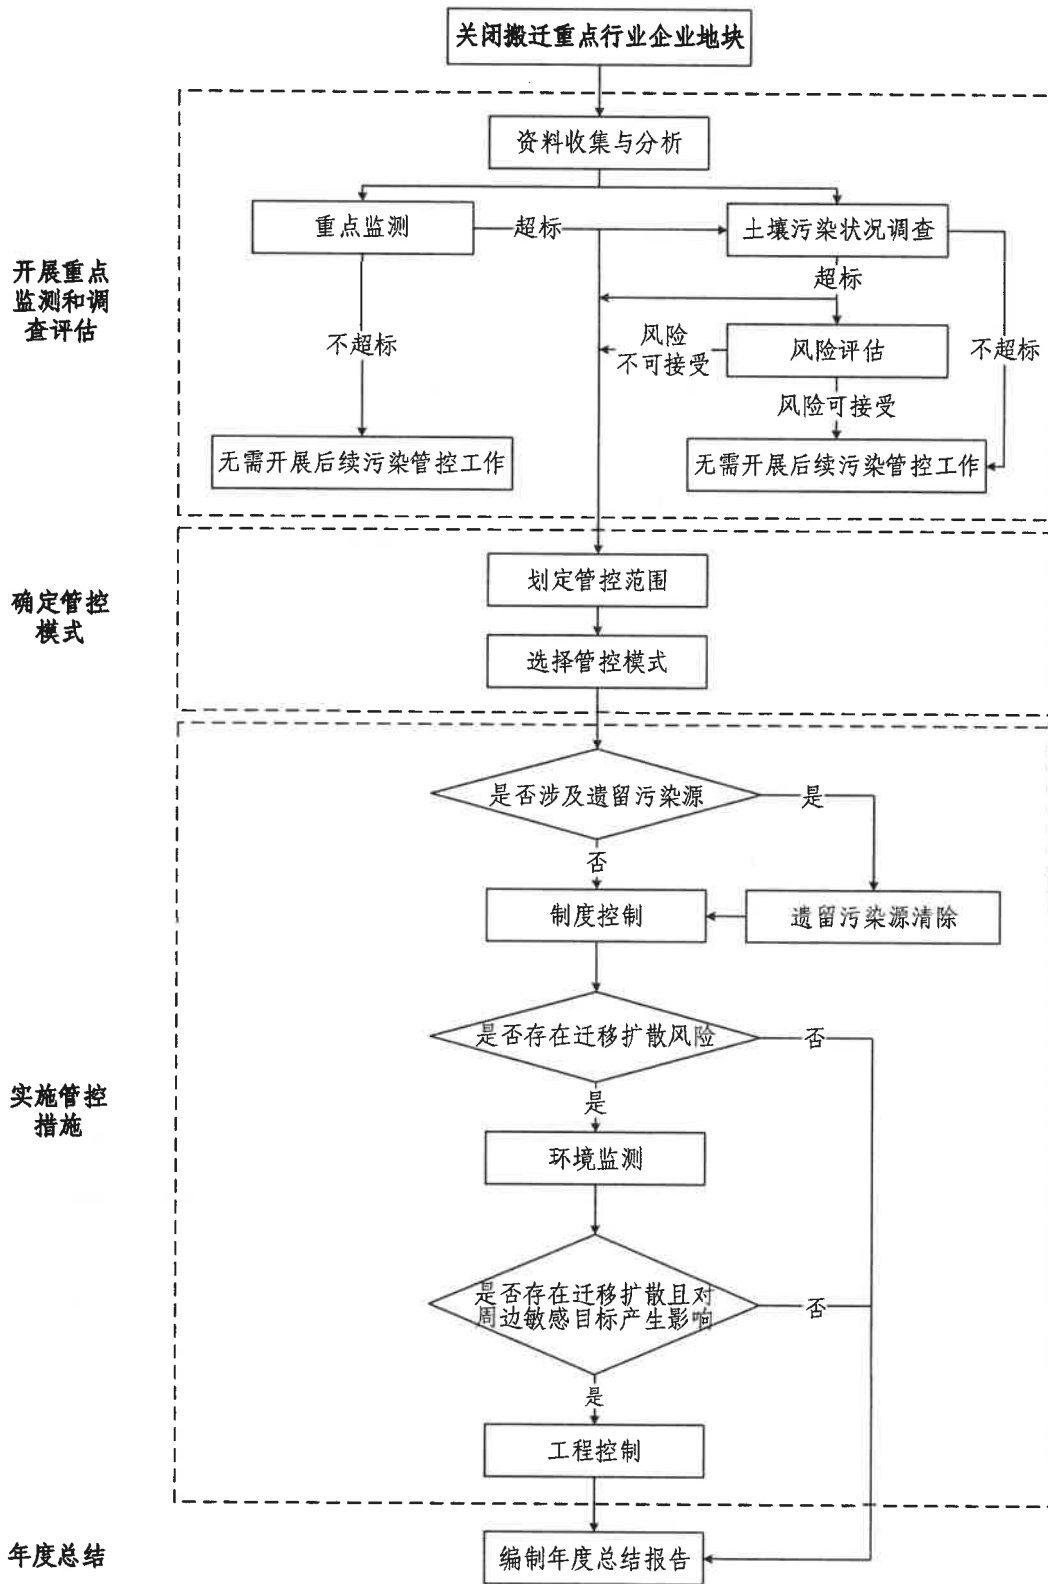 关闭搬迁重点行业企业地块
资料收集与分析
重点监测
超标
土壤污染状况调查
超标
开展重点
监测和调
查评估
不超标
风险
不可接受
风险评估
不超标
风险可接受
无需开展后续污染管控工作
无需开展后续污染管控工作
划定管控范围
确定管控
模式
选择管控模式
是否涉及遗留污染源
是
否
制度控制
遗留污染源清除
是否存在迁移扩散风险
否
是
实施管控
措施
环境监测
是否存在迁移扩散且对
周边敏感目标产生影响
否
是
工程控制
年度总结
编制年度总结报告